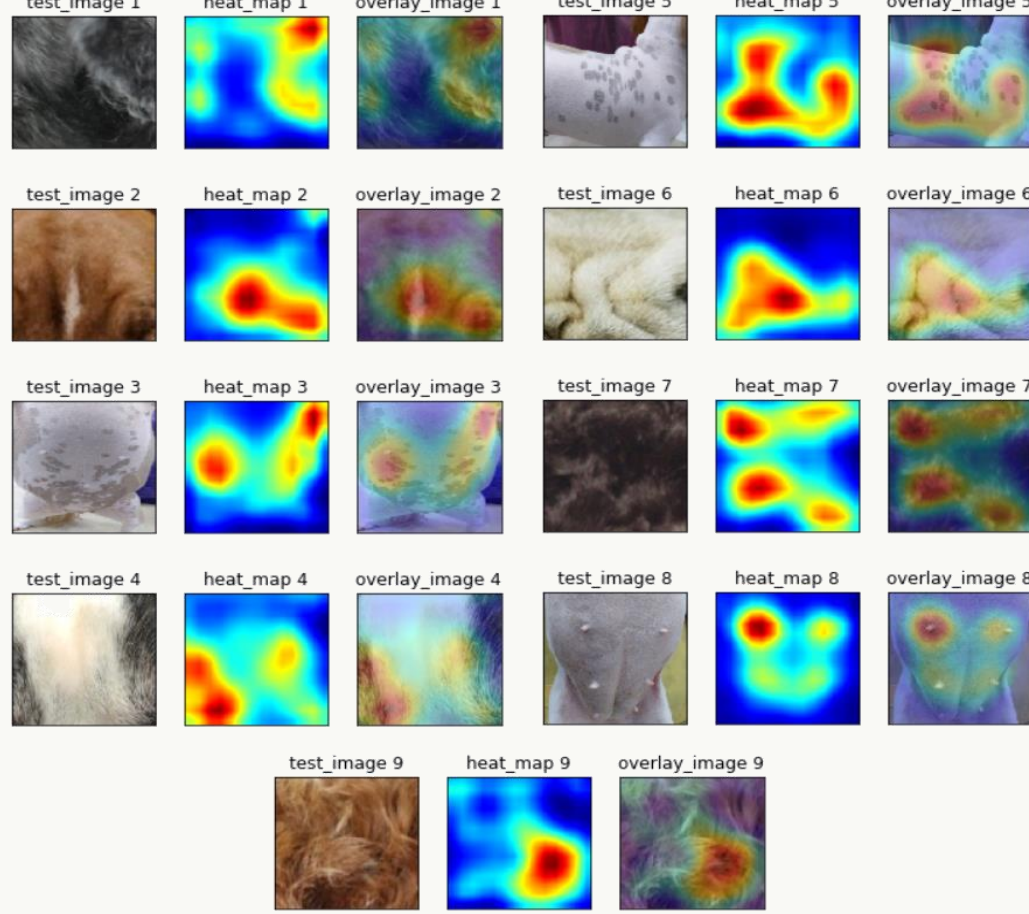 test_image 1 heat_map 1 overlay_image 1 test_image 5 heat_map 5 overlay_image 5
test_image 2 heat_map 2 overlay_image 2 test_image 6 heat_map 6 overlay_image 6
test_image 3 heat_map 3 overlay_image 3 test_image 7 heat_map 7 overlay_image 7
test_image 4 heat_map 4 overlay_image 4 test_image 8 heat_map 8 overlay_image 8
test_image 9 heat_map 9 overlay_image 9